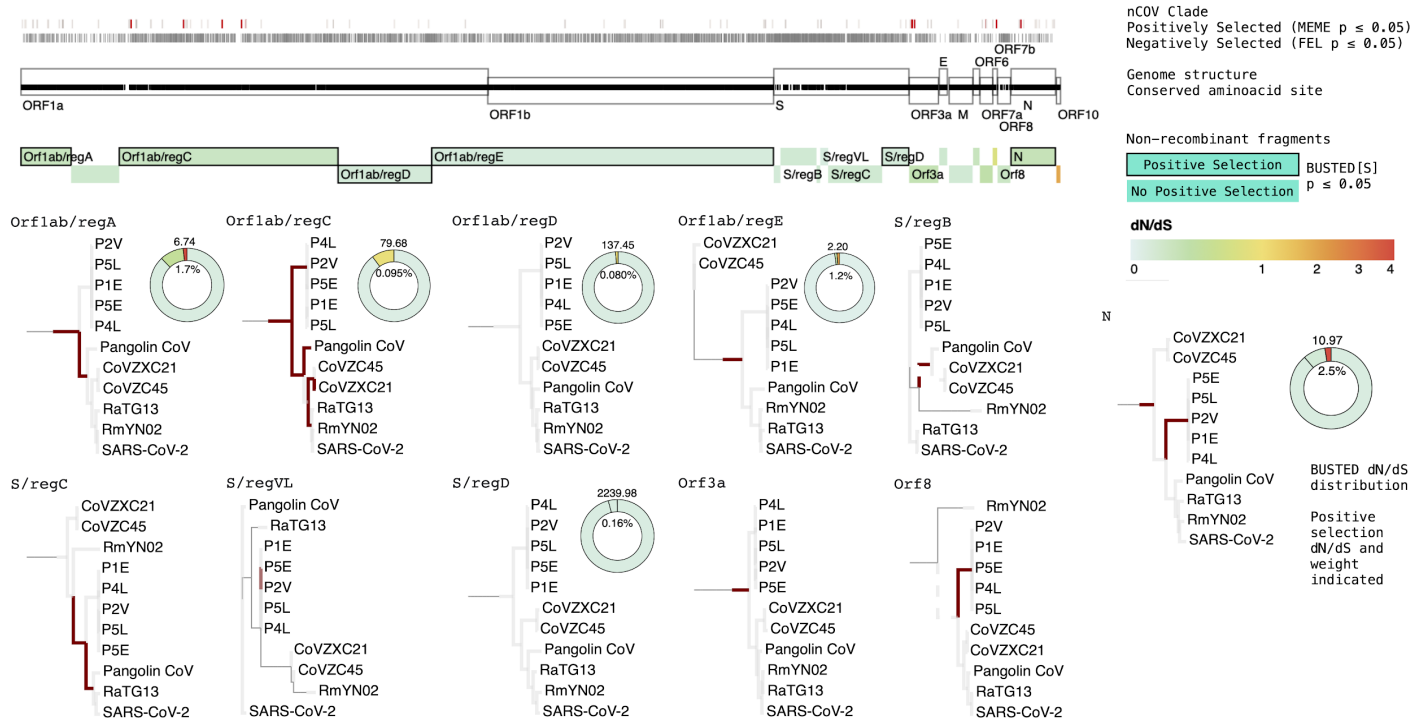 nCOV Clade
Positively Selected (MEME p ≤ 0.05)
Negatively Selected (FEL p ≤ 0.05)
ORF7b
E
ORF6
Genome structure
Conserved aminoacid site
ORF1a
ORF1b
S
ORF3a
M
ORF7a
N
ORF8
ORF10
Non-recombinant fragments
Positive Selection
No Positive Selection
BUSTED[S]
p ≤ 0.05
Orf1ab/regA
Orf1ab/regC
Orf1ab/regD
Orf1ab/regE
S/regVL
S/regB
S/regC
S/regD
Orf3a
Orf8
N
dN/dS
0 1 2 3 4
Orf1ab/regA
P2V
P5L
P1E
P5E
P4L
Pangolin CoV
CoVZXC21
CoVZC45
RaTG13
RmYN02
SARS-CoV-2
6.74
1.7%
Orf1ab/regC
P4L
P2V
P5E
P1E
P5L
Pangolin CoV
CoVZC45
CoVZXC21
RaTG13
RmYN02
SARS-CoV-2
79.68
0.095%
Orf1ab/regD
P2V
P5L
P1E
P4L
P5E
CoVZXC21
CoVZC45
Pangolin CoV
RaTG13
RmYN02
SARS-CoV-2
137.45
0.080%
Orf1ab/regE
CoVZXC21
CoVZC45
P2V
P5E
P4L
P5L
P1E
Pangolin CoV
RmYN02
RaTG13
SARS-CoV-2
2.20
1.2%
S/regB
P5E
P4L
P1E
P2V
P5L
Pangolin CoV
CoVZXC21
CoVZC45
RmYN02
RaTG13
SARS-CoV-2
N
CoVZXC21
CoVZC45
P5E
P5L
P2V
P1E
P4L
Pangolin CoV
RaTG13
RmYN02
SARS-CoV-2
10.97
2.5%
S/regC
CoVZXC21
CoVZC45
RmYN02
P1E
P4L
P2V
P5L
P5E
Pangolin CoV
RaTG13
SARS-CoV-2
S/regVL
Pangolin CoV
RaTG13
P1E
P5E
P2V
P5L
P4L
CoVZXC21
CoVZC45
RmYN02
SARS-CoV-2
S/regD
P4L
P2V
P5L
P5E
P1E
CoVZXC21
CoVZC45
Pangolin CoV
RaTG13
RmYN02
SARS-CoV-2
2239.98
0.16%
Orf3a
P4L
P1E
P5L
P2V
P5E
CoVZXC21
CoVZC45
Pangolin CoV
RmYN02
RaTG13
SARS-CoV-2
Orf8
RmYN02
P2V
P1E
P5E
P4L
P5L
CoVZC45
CoVZXC21
Pangolin CoV
RaTG13
SARS-CoV-2
BUSTED dN/dS
distribution
Positive
selection
dN/dS and
weight
indicated